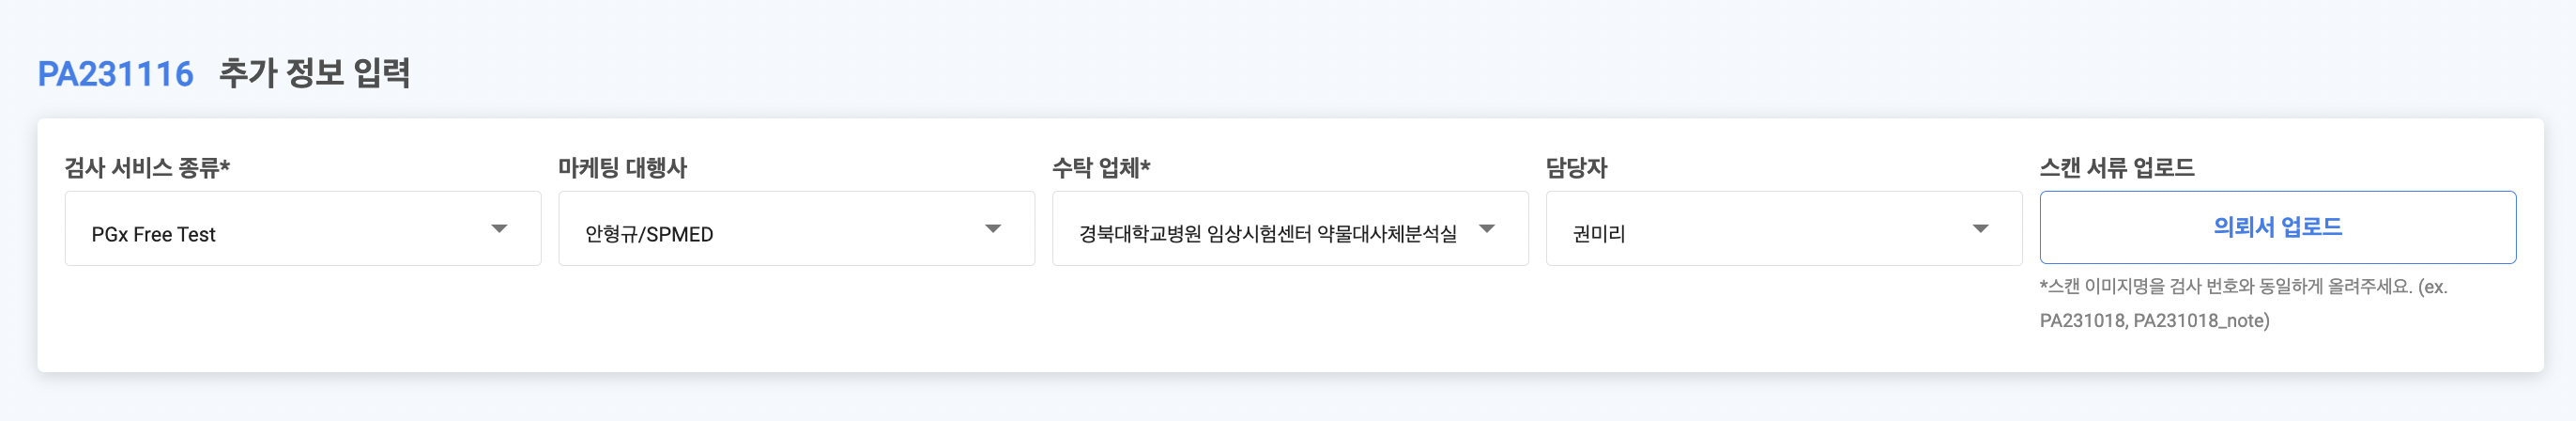 PA231116 추가 정보 입력
검사 서비스 종류* 마케팅 대행사 수탁 업체* 담당자 스캔 서류 업로드
PGx Free Test 안형규/SPMED 경북대학교병원 임상시험센터 약물대사체분석실 권미리 의뢰서 업로드
*스캔 이미지명을 검사 번호와 동일하게 올려주세요. (ex.
PA231018, PA231018_note)